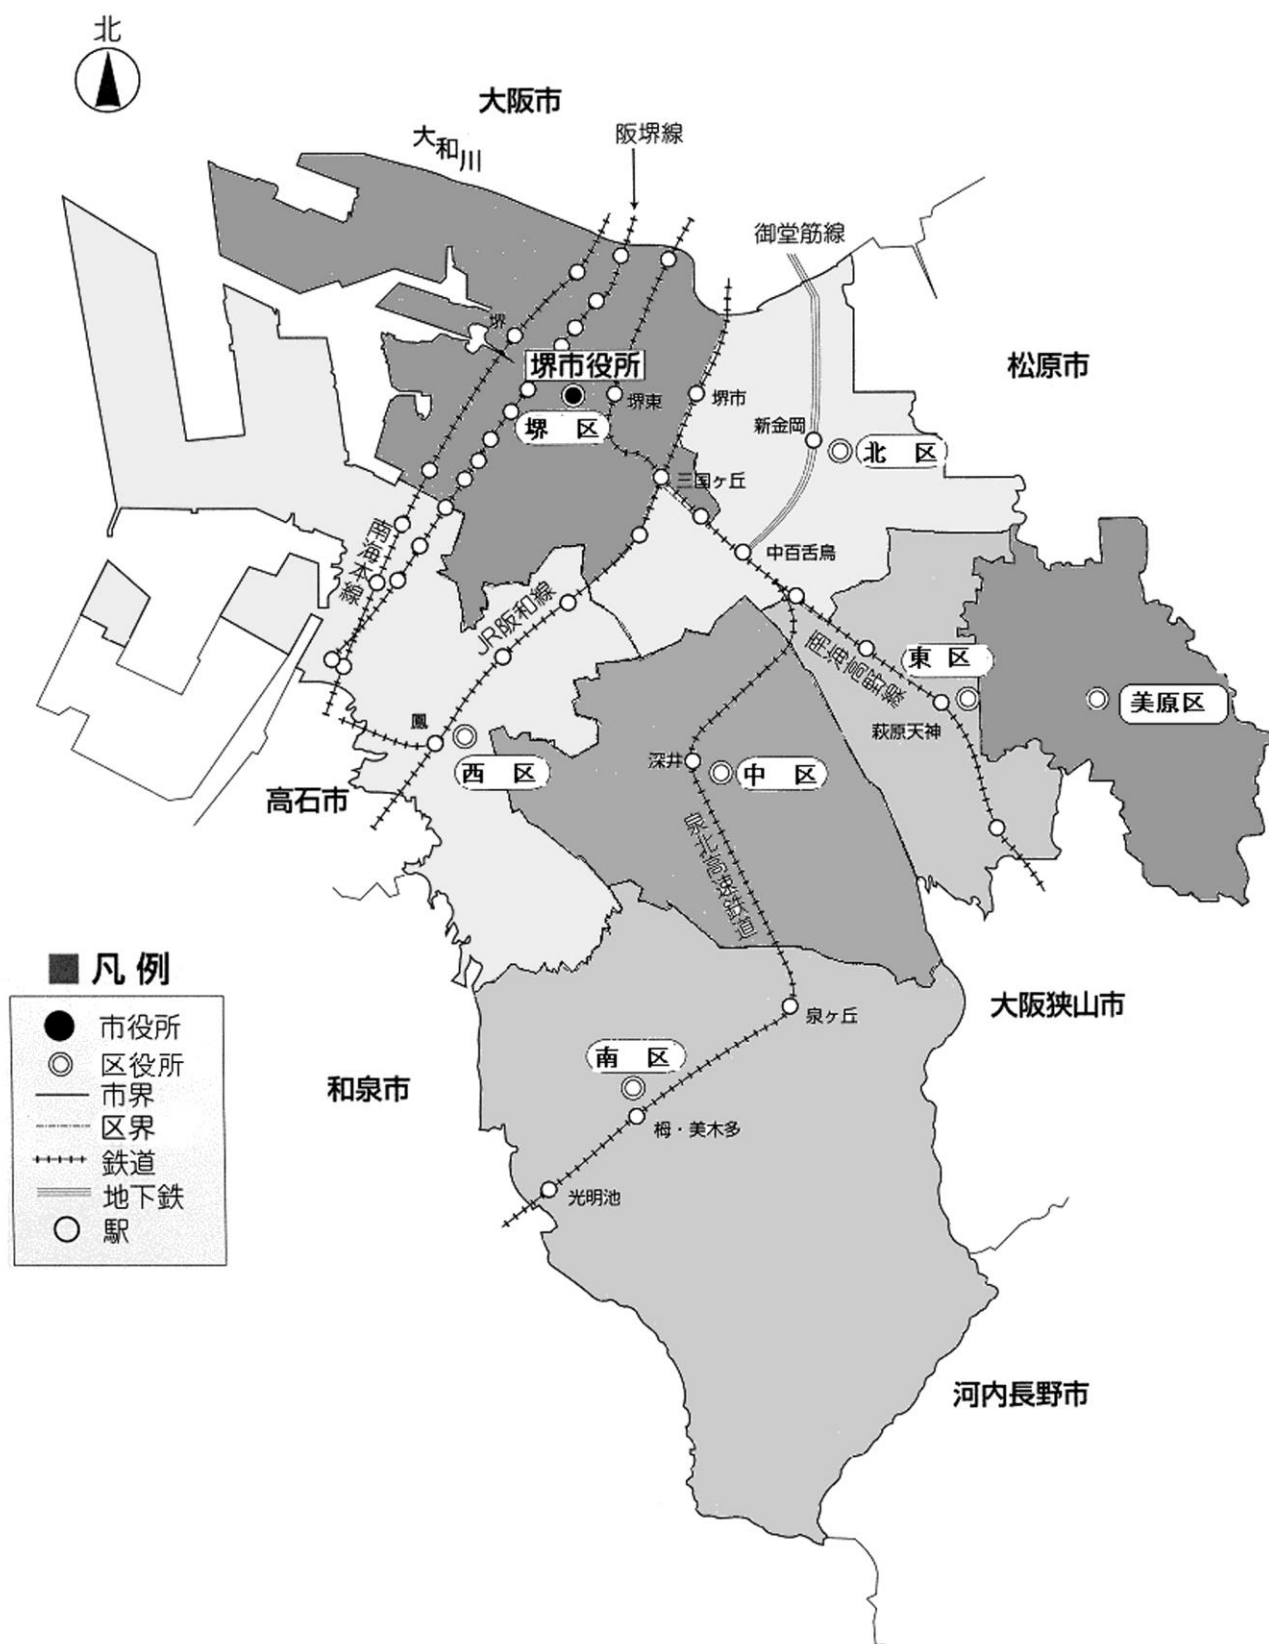 北
大阪市
大和川
阪堺線
御堂筋線
松原市
堺
堺市役所
堺東
堺市
堺 区
新金岡
北 区
三国ヶ丘
中百舌鳥
南海本線
JR阪和線
南海高野線
東 区
美原区
萩原天神
鳳
西 区
深井
中 区
高石市
泉北高速鉄道
泉ヶ丘
大阪狭山市
南 区
和泉市
栂・美木多
光明池
河内長野市
凡例
市役所
区役所
市界
区界
鉄道
地下鉄
駅